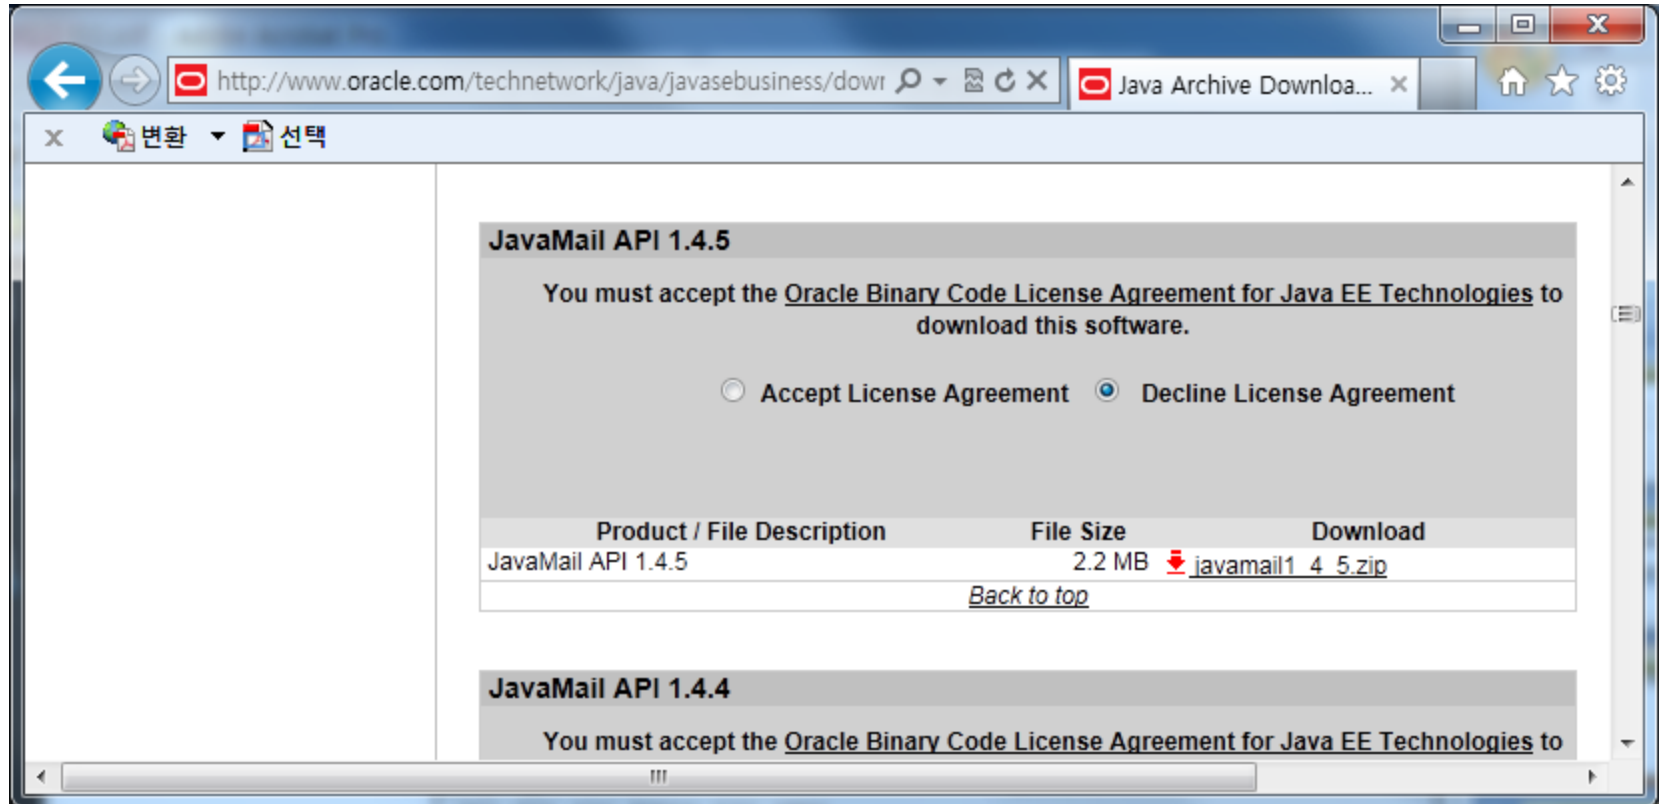 http://www.oracle.com/technetwork/java/javasebusiness/dowr
Java Archive Downloa...
변환 선택
JavaMail API 1.4.5
You must accept the Oracle Binary Code License Agreement for Java EE Technologies to
download this software.
Accept License Agreement Decline License Agreement
Product / File Description File Size Download
JavaMail API 1.4.5 2.2 MB javamail1_4_5.zip
Back to top
JavaMail API 1.4.4
You must accept the Oracle Binary Code License Agreement for Java EE Technologies to